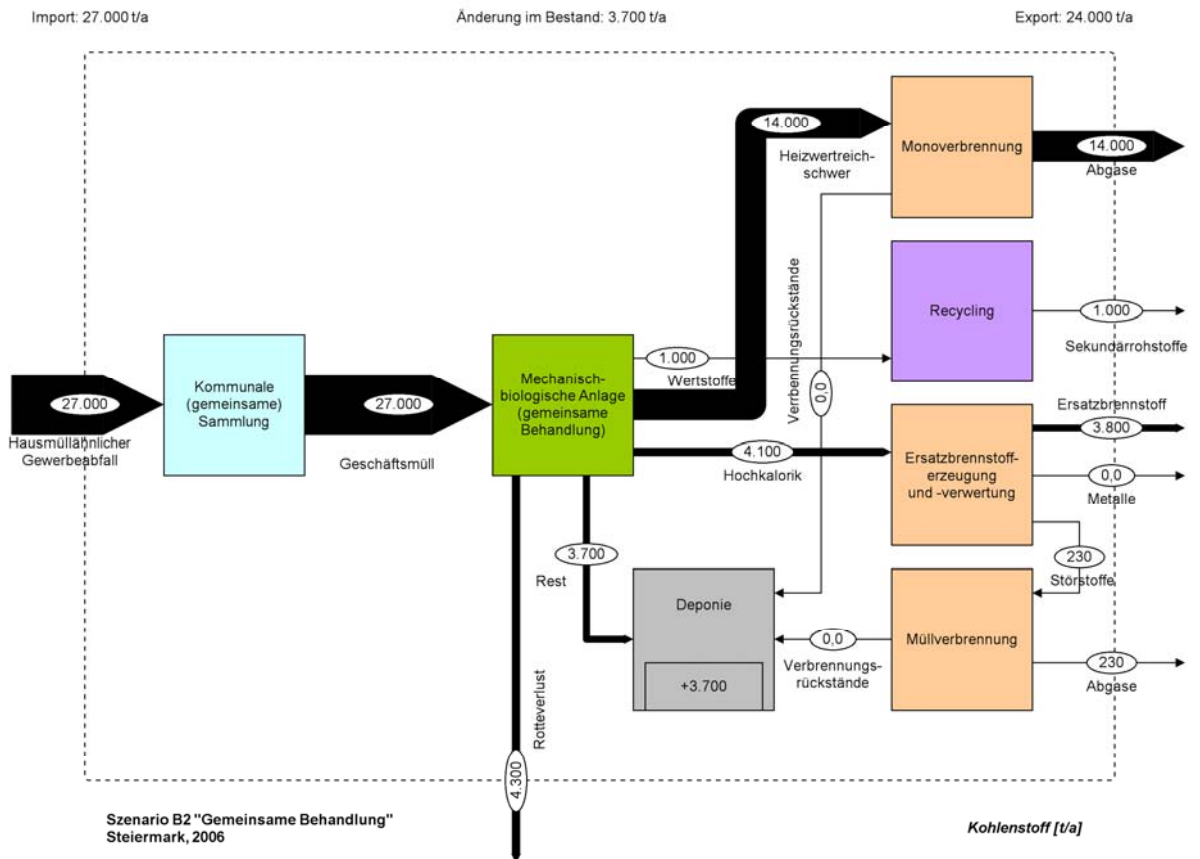 Import: 27.000 t/a
Änderung im Bestand: 3.700 t/a
Export: 24.000 t/a
14.000
Heizwertreich-
schwer
Monoverbrennung
14.000
Abgase
Verrbennungsrückstände
0,0
Recycling
1.000
Sekundärrohstoffe
27.000
Hausmüllähnlicher
Gewerbeabfall
Kommunale
(gemeinsame)
Sammlung
27.000
Geschäftsmüll
Mechanisch-
biologische Anlage
(gemeinsame
Behandlung)
1.000
Wertstoffe
4.100
Hochkalorik
Ersatzbrennstoff-
erzeugung
und -verwertung
Ersatzbrennstoff
3.800
0,0
Metalle
230
Störstoffe
3.700
Rest
Deponie
+3.700
0,0
Verbrennungs-
rückstände
Müllverbrennung
230
Abgase
Rotteverlust
4.300
Szenario B2 "Gemeinsame Behandlung"
Steiermark, 2006
Kohlenstoff [t/a]